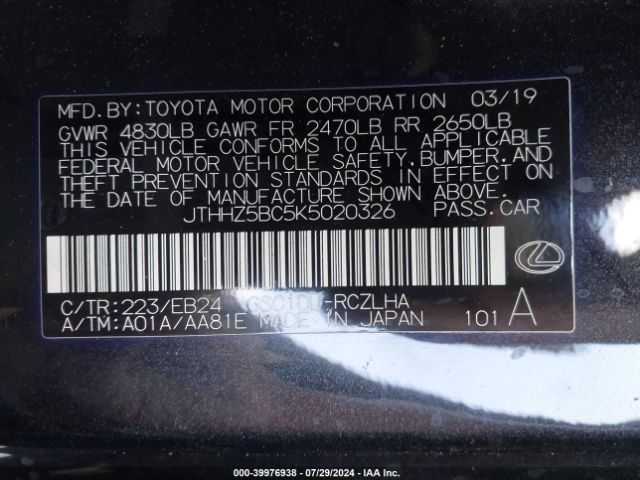 MFD.BY:TOYOTA MOTOR CORPORATION 03/19
GVWR 4830LB GAWR FR 2470LB RR 2650LB
THIS VEHICLE CONFORMS TO ALL APPLICABLE
FEDERAL MOTOR VEHICLE SAFETY,BUMPER,AND
THEFT PREVENTION STANDARDS IN EFFECT ON
THE DATE OF MANUFACTURE SHOWN ABOVE.
JTHHZ5BC5K5020326 PASS.CAR
C/TR:223/EB24 -RCZLHA
A/TM:A01A/AA81E MADE IN JAPAN 101 A
000-39976938 - 07/29/2024 - IAA Inc.